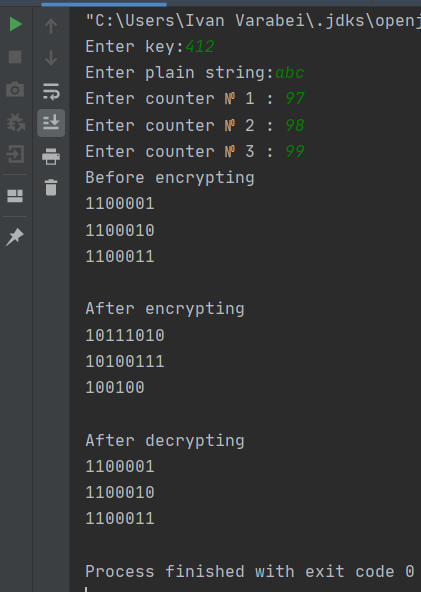 "C:\Users\Ivan Varabei\.jdks\openj
Enter key:412
Enter plain string:abc
Enter counter № 1 : 97
Enter counter № 2 : 98
Enter counter № 3 : 99
Before encrypting
1100001
1100010
1100011
After encrypting
10111010
10100111
100100
After decrypting
1100001
1100010
1100011
Process finished with exit code 0